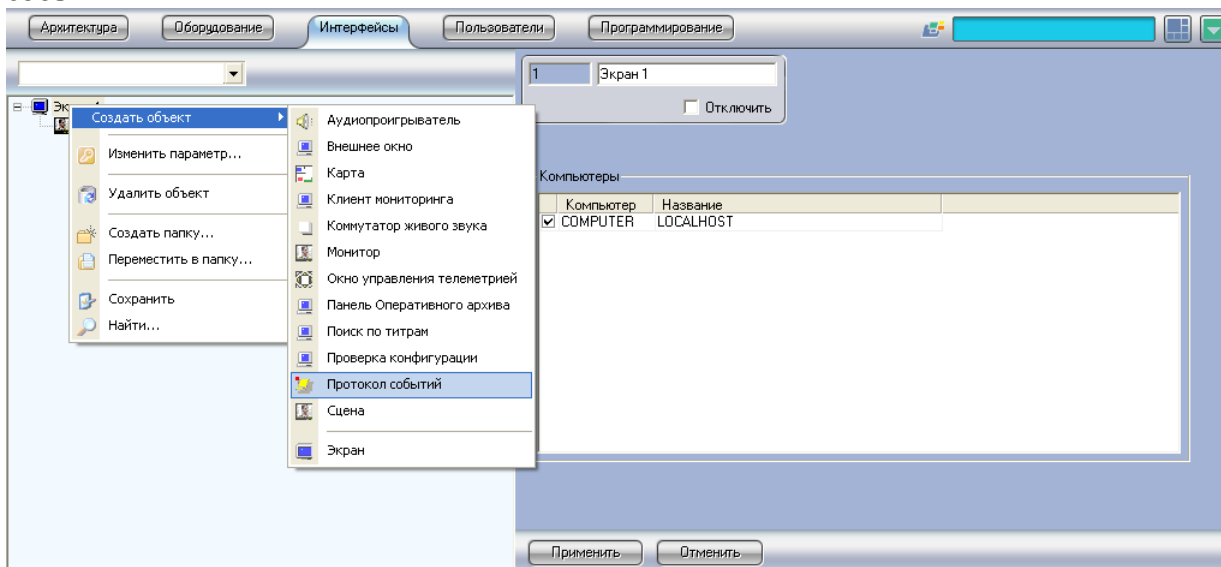 Архитектура Оборудование Интерфейсы Пользователи Программирование
1 Экран 1
Отключить
Создать объект
Изменить параметр...
Удалить объект
Создать папку...
Переместить в папку...
Сохранить
Найти...
Аудиопроигрыватель
Внешнее окно
Карта
Клиент мониторинга
Коммутатор живого звука
Монитор
Окно управления телеметрией
Панель Оперативного архива
Поиск по титрам
Проверка конфигурации
Протокол событий
Сцена
Экран
Компьютеры
Компьютер Название
COMPUTER LOCALHOST
Применить Отменить